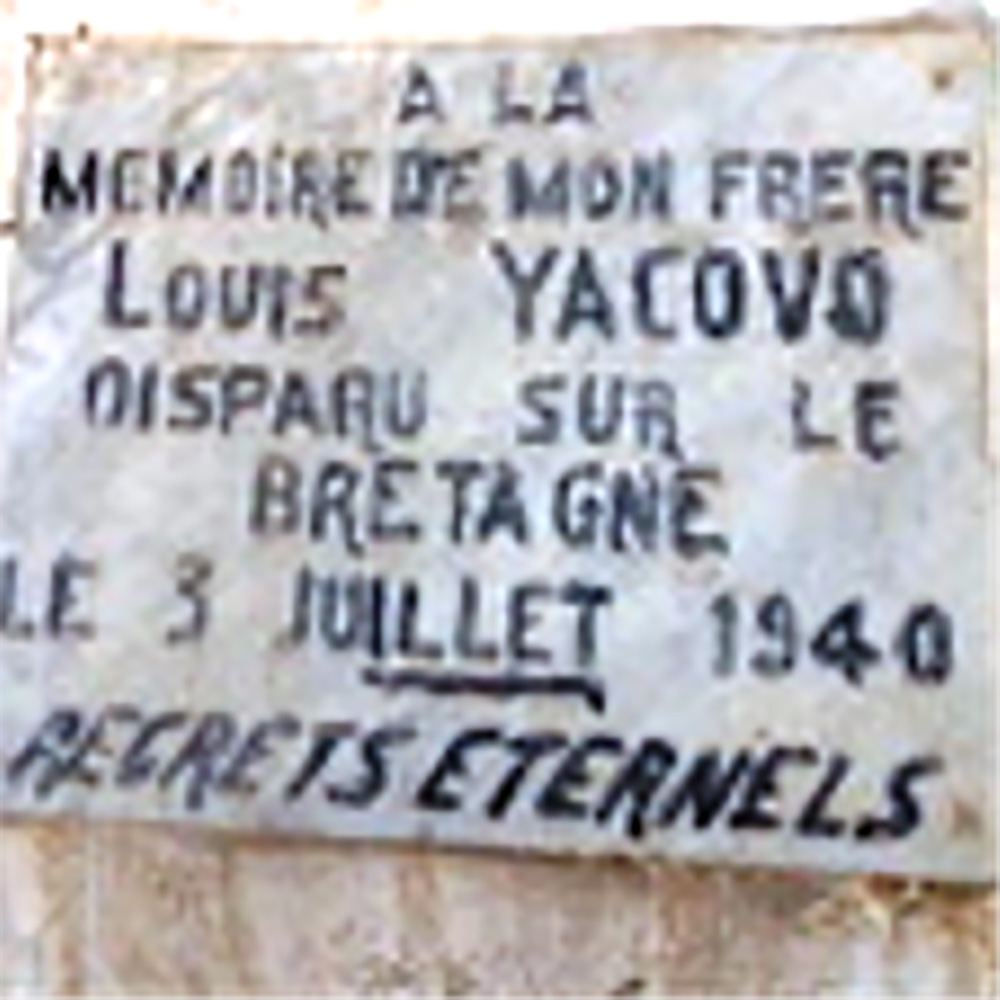 A LA
MEMOIRE DE MON FRERE
LOUIS YACOVO
DISPARU SUR LE
BRETAGNE
LE 3 JUILLET 1940
REGRETS ETERNELS